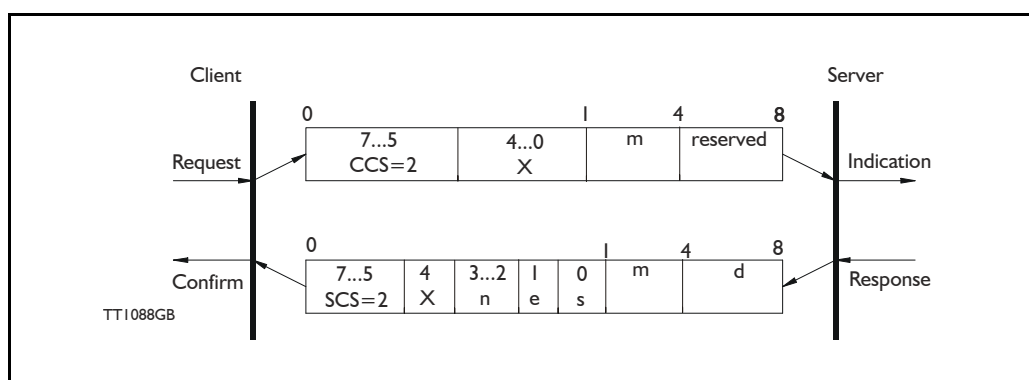 Client Server
0 1 4 8
7...5 4...0 m reserved
CCS=2 X
Request Indication
0 1 4 8
7...5 4 3...2 1 0 m d
SCS=2 X n e s
Confirm Response
TT1088GB